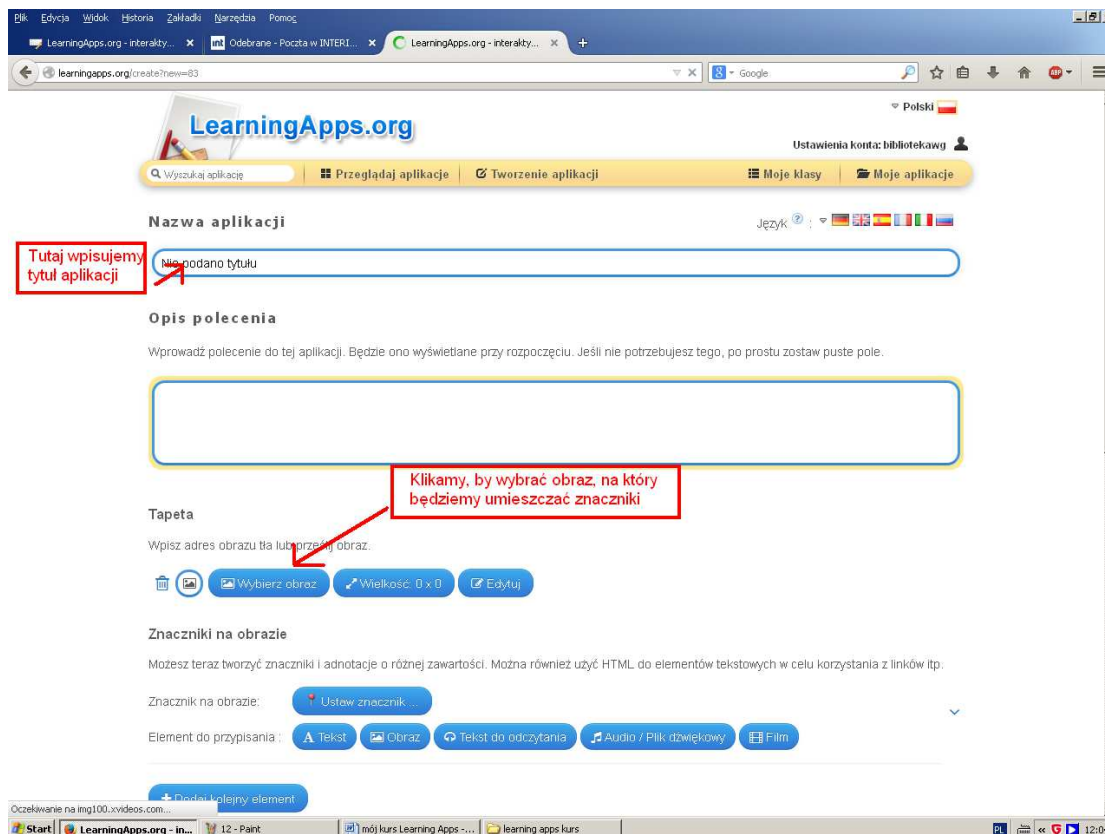 Plik Edycja Widok Historia Zakładki Narzędzia Pomoc
LearningApps.org - interakty... x Odebrane - Poczta w INTERI... x LearningApps.org - interakty... x +
learningapps.org/create?new=83 Google
LearningApps.org
Polski
Ustawienia konta: bibliotekawg
Wyszukaj aplikację Przeglądaj aplikacje Tworzenie aplikacji Moje klasy Moje aplikacje
Nazwa aplikacji Język ? :
Tutaj wpisujemy
tytuł aplikacji
Nie podano tytułu
Opis polecenia
Wprowadź polecenie do tej aplikacji. Będzie ono wyświetlane przy rozpoczęciu. Jeśli nie potrzebujesz tego, po prostu zostaw puste pole.
Klikamy, by wybrać obraz, na który
będziemy umieszczać znaczniki
Tapeta
Wpisz adres obrazu tła lub prześlij obraz.
Wybierz obraz Wielkość: 0 x 0 Edytuj
Znaczniki na obrazie
Możesz teraz tworzyć znaczniki i adnotacje o różnej zawartości. Można również użyć HTML do elementów tekstowych w celu korzystania z linków itp.
Znacznik na obrazie: Ustaw znacznik ...
Element do przypisania : A Tekst Obraz Tekst do odczytania Audio / Plik dźwiękowy Film
+ Dodaj kolejny element
Oczekiwanie na img100.xvideos.com...
Start LearningApps.org - in... 12 - Paint mój kurs Learning Apps -... learning apps kurs PL « 12:0